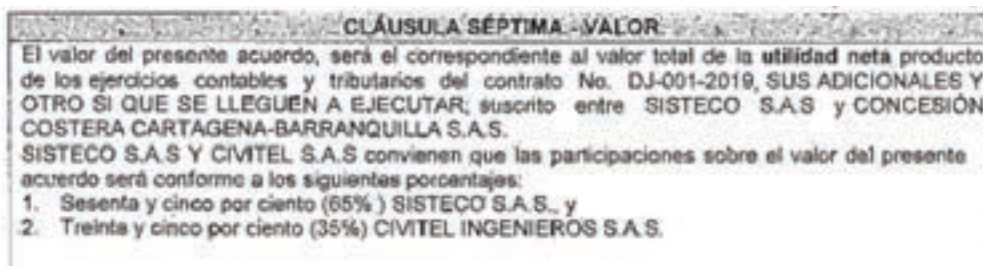 CLÁUSULA SÉPTIMA - VALOR
El valor del presente acuerdo, será el correspondiente al valor total de la utilidad neta producto
de los ejercicios contables y tributarios del contrato No. DJ-001-2019, SUS ADICIONALES Y
OTRO SI QUE SE LLEGUEN A EJECUTAR; suscrito entre SISTECO S.A.S y CONCESIÓN
COSTERA CARTAGENA-BARRANQUILLA S.A.S.
SISTECO S.A.S Y CIVITEL S.A.S convienen que las participaciones sobre el valor del presente
acuerdo será conforme a los siguientes porcentajes:
1. Sesenta y cinco por ciento (65% ) SISTECO S.A.S., y
2. Treinta y cinco por ciento (35%) CIVITEL INGENIEROS S.A.S.